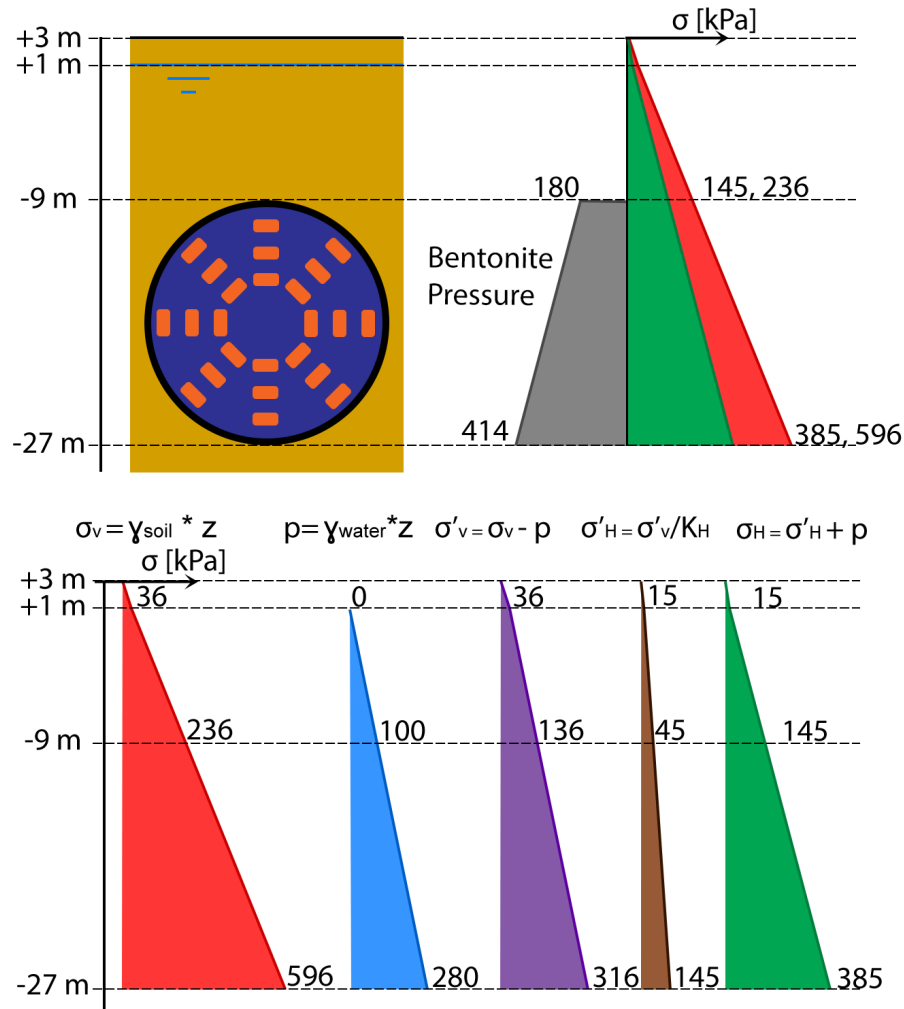 σ [kPa]
+3 m
+1 m
-9 m
180
145, 236
Bentonite
Pressure
-27 m
414
385, 596
σv = γsoil * z
p= γwater*z
σ'v = σv - p
σ'H = σ'v/KH
σH = σ'H + p
σ [kPa]
+3 m
36
0
36
15
15
+1 m
-9 m
236
100
136
45
145
-27 m
596
280
316
145
385